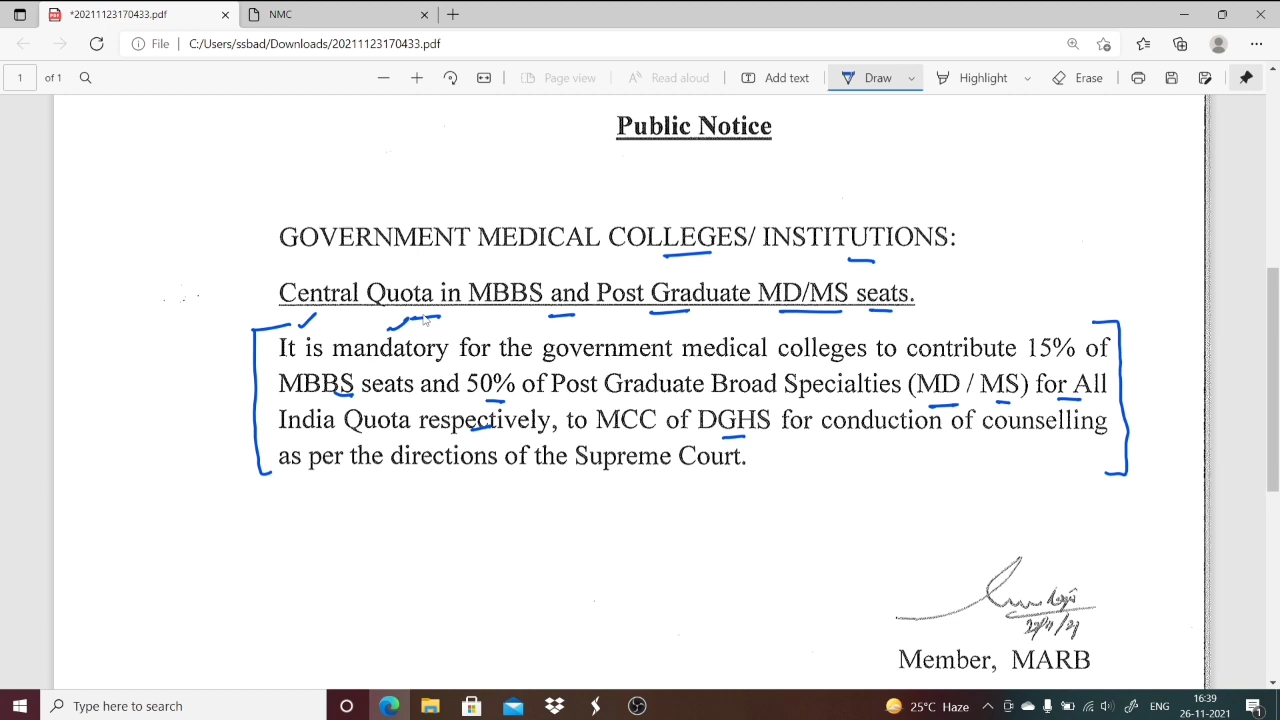 *20211123170433.pdf
NMC
File | C:/Users/ssbad/Downloads/20211123170433.pdf
1 of 1
Page view
Read aloud
Add text
Draw
Highlight
Erase
Public Notice
GOVERNMENT MEDICAL COLLEGES/ INSTITUTIONS:
Central Quota in MBBS and Post Graduate MD/MS seats.
It is mandatory for the government medical colleges to contribute 15% of
MBBS seats and 50% of Post Graduate Broad Specialties (MD / MS) for All
India Quota respectively, to MCC of DGHS for conduction of counselling
as per the directions of the Supreme Court.
Member, MARB
Type here to search
25°C Haze
ENG
16:39
26-11-2021
1